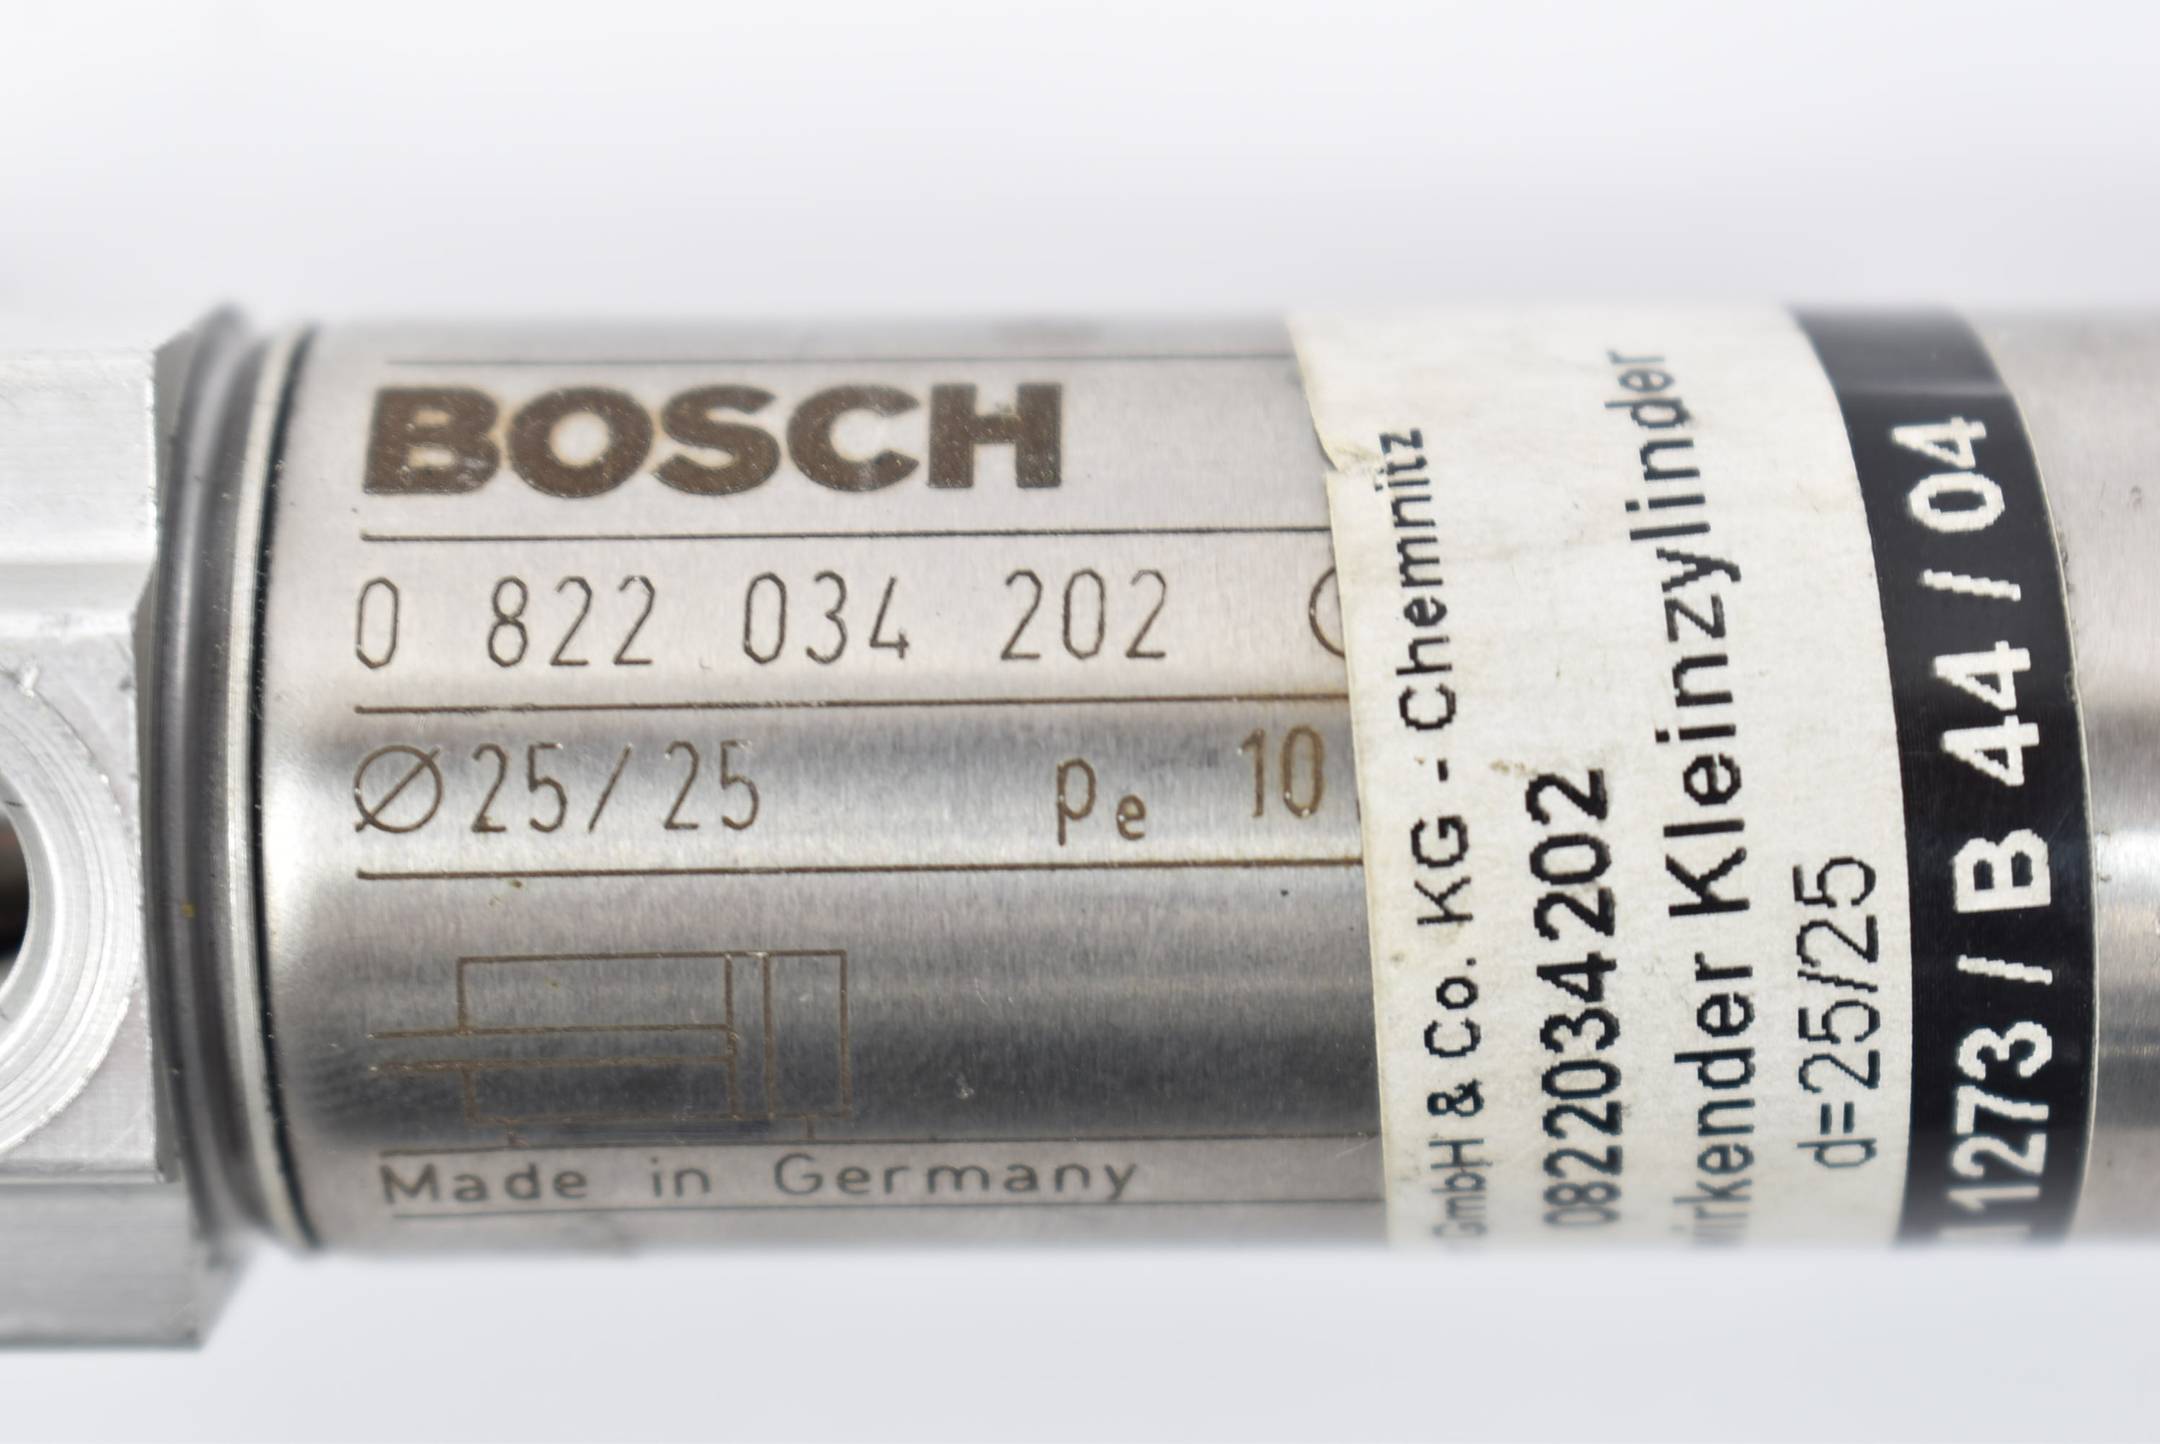 BOSCH
0 822 034 202
Ø25/25 pe 10
Made in Germany
GmbH & Co. KG - Chemnitz
0822034202
Kleinzylinder
d=25/25
1273 / B 44 / 04